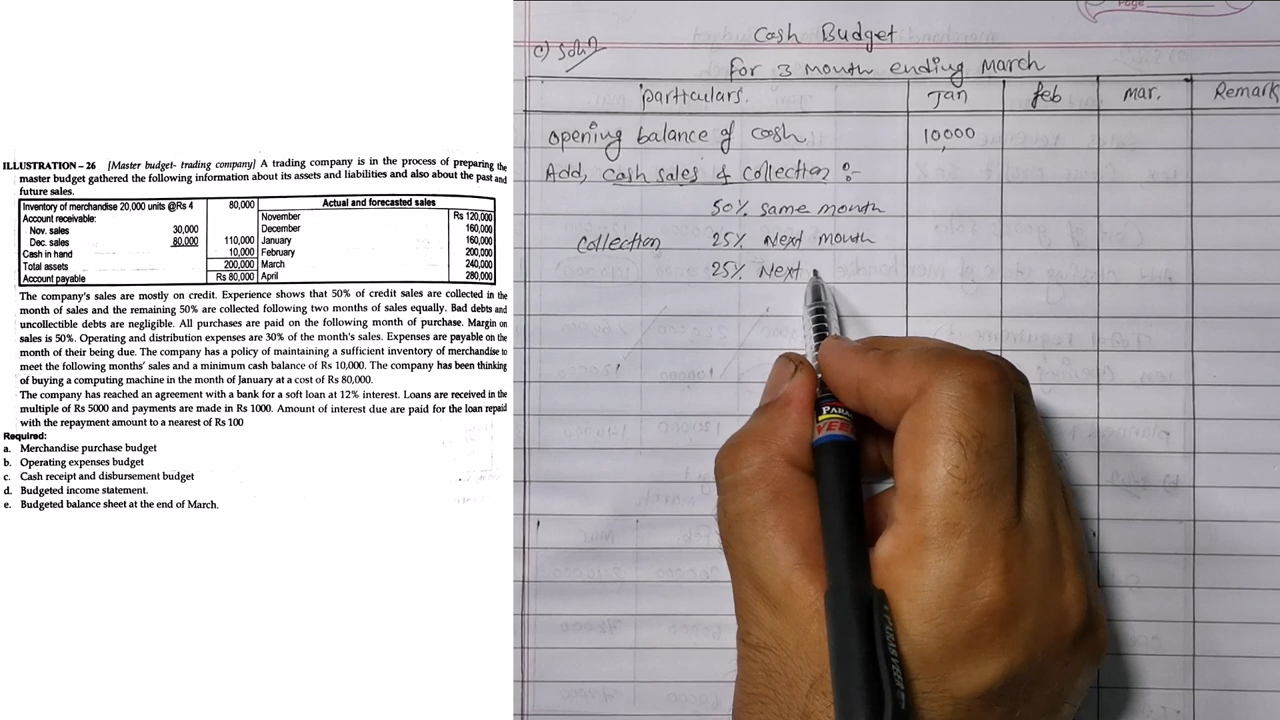 ILLUSTRATION – 26 [Master budget- trading company] A trading company is in the process of preparing the
master budget gathered the following information about its assets and liabilities and also about the past and
future sales.
Inventory of merchandise 20,000 units @Rs 4 80,000 Actual and forecasted sales
Account receivable: November Rs 120,000
Nov. sales 30,000 December 160,000
Dec. sales 80,000 110,000 January 160,000
Cash in hand 10,000 February 200,000
Total assets 200,000 March 240,000
Account payable Rs 80,000 April 280,000
The company's sales are mostly on credit. Experience shows that 50% of credit sales are collected in the
month of sales and the remaining 50% are collected following two months of sales equally. Bad debts and
uncollectible debts are negligible. All purchases are paid on the following month of purchase. Margin on
sales is 50%. Operating and distribution expenses are 30% of the month's sales. Expenses are payable on the
month of their being due. The company has a policy of maintaining a sufficient inventory of merchandise to
meet the following months' sales and a minimum cash balance of Rs 10,000. The company has been thinking
of buying a computing machine in the month of January at a cost of Rs 80,000.
The company has reached an agreement with a bank for a soft loan at 12% interest. Loans are received in the
multiple of Rs 5000 and payments are made in Rs 1000. Amount of interest due are paid for the loan repaid
with the repayment amount to a nearest of Rs 100
Required:
a. Merchandise purchase budget
b. Operating expenses budget
c. Cash receipt and disbursement budget
d. Budgeted income statement.
e. Budgeted balance sheet at the end of March.
Page
Cash Budget
c) Solⁿ
For 3 month ending March
particulars. Jan feb mar. Remark
opening balance of cash 10,000
Add, cash sales & collection :-
50% same month
collection 25% Next month
25% Next